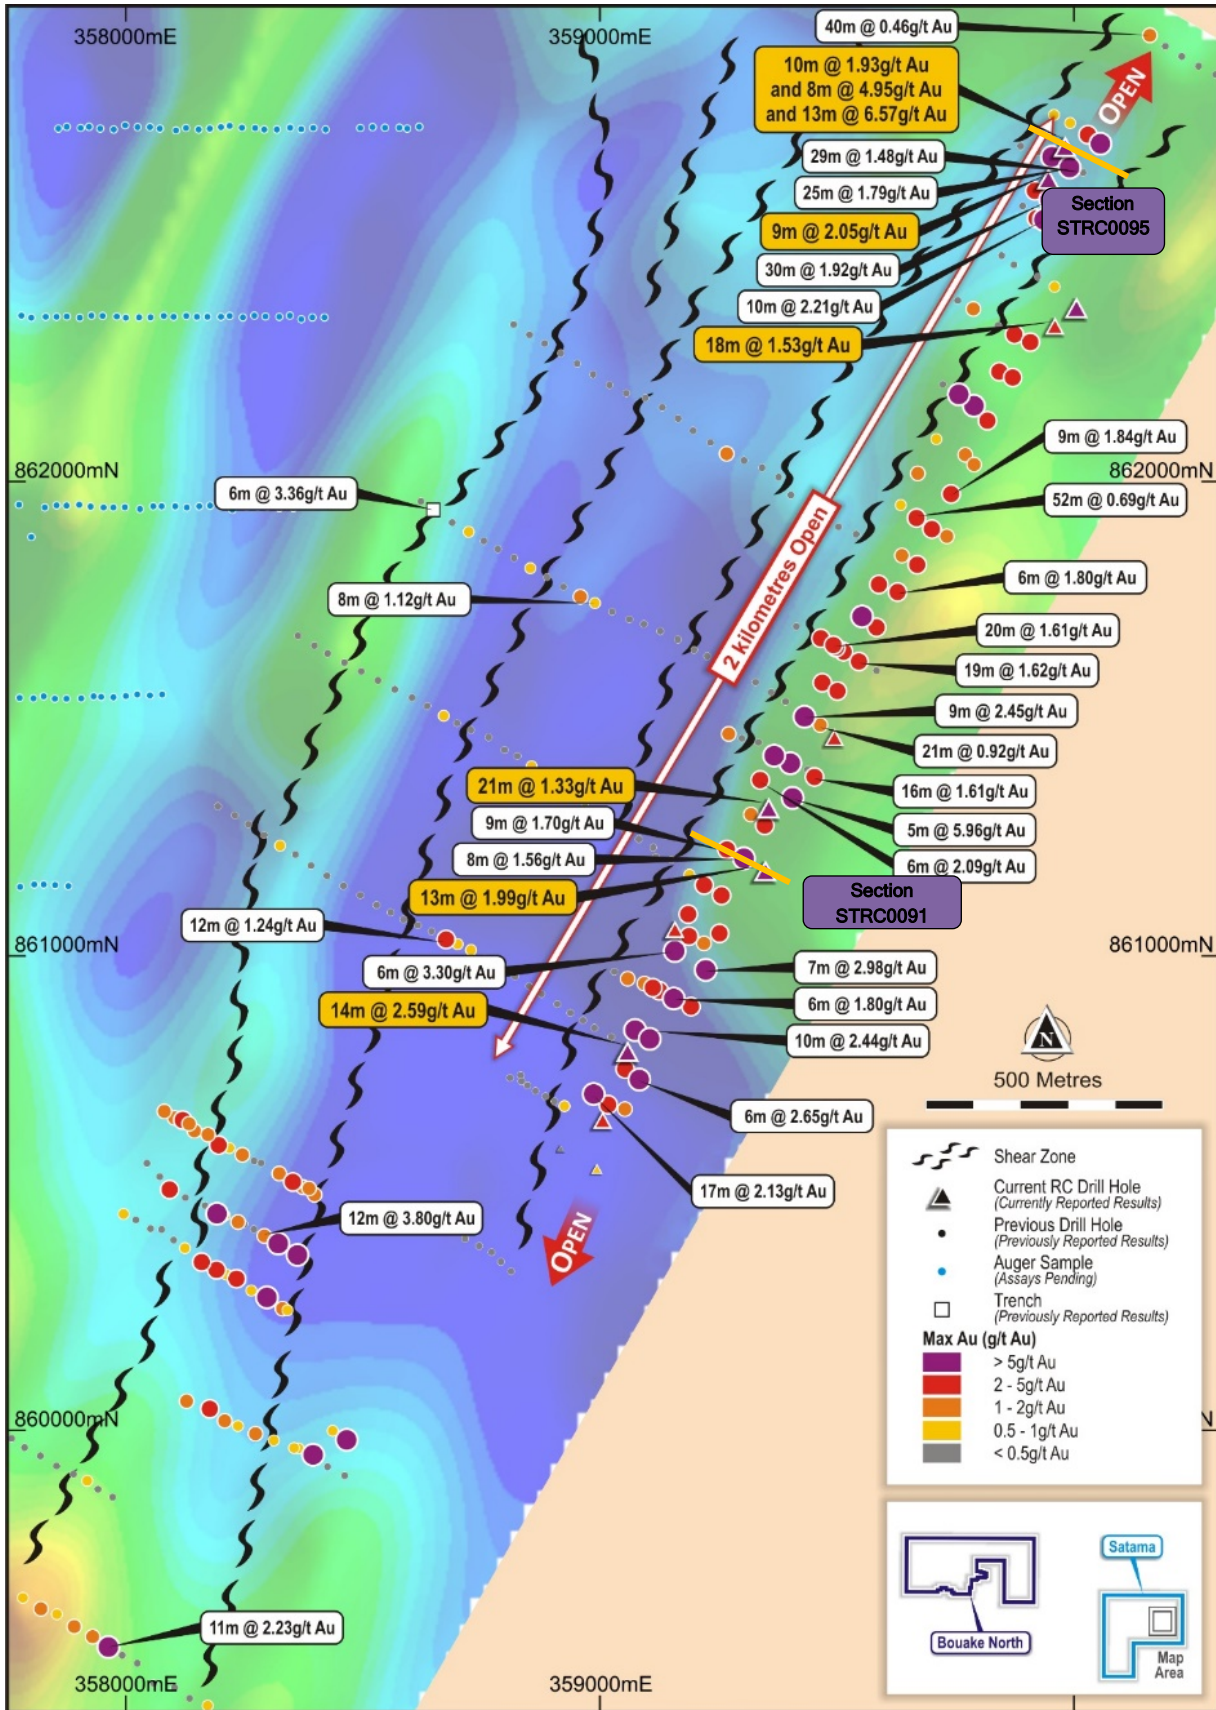 358000mE
359000mE
40m @ 0.46g/t Au
10m @ 1.93g/t Au
and 8m @ 4.95g/t Au
and 13m @ 6.57g/t Au
OPEN
29m @ 1.48g/t Au
25m @ 1.79g/t Au
Section
STRC0095
9m @ 2.05g/t Au
30m @ 1.92g/t Au
10m @ 2.21g/t Au
18m @ 1.53g/t Au
9m @ 1.84g/t Au
862000mN
862000mN
6m @ 3.36g/t Au
52m @ 0.69g/t Au
2 kilometres Open
6m @ 1.80g/t Au
8m @ 1.12g/t Au
20m @ 1.61g/t Au
19m @ 1.62g/t Au
9m @ 2.45g/t Au
21m @ 0.92g/t Au
21m @ 1.33g/t Au
16m @ 1.61g/t Au
9m @ 1.70g/t Au
5m @ 5.96g/t Au
8m @ 1.56g/t Au
6m @ 2.09g/t Au
13m @ 1.99g/t Au
Section
STRC0091
12m @ 1.24g/t Au
861000mN
861000mN
6m @ 3.30g/t Au
7m @ 2.98g/t Au
14m @ 2.59g/t Au
6m @ 1.80g/t Au
10m @ 2.44g/t Au
N
500 Metres
6m @ 2.65g/t Au
17m @ 2.13g/t Au
12m @ 3.80g/t Au
OPEN
Shear Zone
Current RC Drill Hole
(Currently Reported Results)
Previous Drill Hole
(Previously Reported Results)
Auger Sample
(Assays Pending)
Trench
(Previously Reported Results)
Max Au (g/t Au)
> 5g/t Au
2 - 5g/t Au
1 - 2g/t Au
0.5 - 1g/t Au
< 0.5g/t Au
860000mN
N
Satama
Bouake North
Map
Area
11m @ 2.23g/t Au
358000mE
359000mE